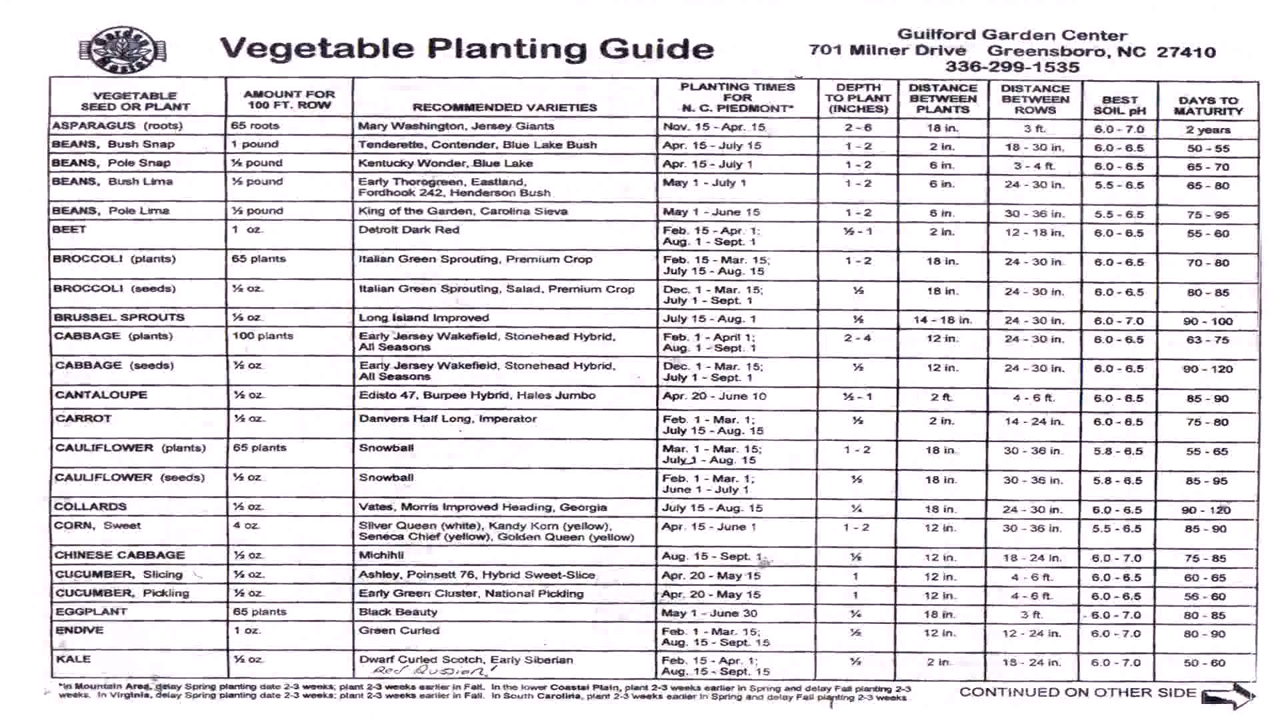 Garden Master
Vegetable Planting Guide
Guilford Garden Center
701 Milner Drive Greensboro, NC 27410
336-299-1535
VEGETABLE SEED OR PLANT | AMOUNT FOR 100 FT. ROW | RECOMMENDED VARIETIES | PLANTING TIMES FOR N. C. PIEDMONT* | DEPTH TO PLANT (INCHES) | DISTANCE BETWEEN PLANTS | DISTANCE BETWEEN ROWS | BEST SOIL pH | DAYS TO MATURITY
ASPARAGUS (roots) | 65 roots | Mary Washington, Jersey Giants | Nov. 15 - Apr. 15 | 2 - 6 | 18 in. | 3 ft. | 6.0 - 7.0 | 2 years
BEANS, Bush Snap | 1 pound | Tenderette, Contender, Blue Lake Bush | Apr. 15 - July 15 | 1 - 2 | 2 in. | 18 - 30 in. | 6.0 - 6.5 | 50 - 55
BEANS, Pole Snap | ½ pound | Kentucky Wonder, Blue Lake | Apr. 15 - July 1 | 1 - 2 | 6 in. | 3 - 4 ft. | 6.0 - 6.5 | 65 - 70
BEANS, Bush Lima | ½ pound | Early Thorogreen, Eastland, | May 1 - July 1 | 1 - 2 | 6 in. | 24 - 30 in. | 5.5 - 6.5 | 65 - 80
Fordhook 242, Henderson Bush
BEANS, Pole Lima | ½ pound | King of the Garden, Carolina Sieva | May 1 - June 15 | 1 - 2 | 6 in. | 30 - 36 in. | 5.5 - 6.5 | 75 - 95
BEET | 1 oz. | Detroit Dark Red | Feb. 15 - Apr. 1; | ½ - 1 | 2 in. | 12 - 18 in. | 6.0 - 6.5 | 55 - 60
Aug. 1 - Sept. 1
BROCCOLI (plants) | 65 plants | Italian Green Sprouting, Premium Crop | Feb. 15 - Mar. 15; | 1 - 2 | 18 in. | 24 - 30 in. | 6.0 - 6.5 | 70 - 80
July 15 - Aug. 15
BROCCOLI (seeds) | ½ oz. | Italian Green Sprouting, Salad, Premium Crop | Dec. 1 - Mar. 15; | ½ | 18 in. | 24 - 30 in. | 6.0 - 6.5 | 80 - 85
July 1 - Sept. 1
BRUSSEL SPROUTS | ½ oz. | Long Island Improved | July 15 - Aug. 1 | ½ | 14 - 18 in. | 24 - 30 in. | 6.0 - 7.0 | 90 - 100
CABBAGE (plants) | 100 plants | Early Jersey Wakefield, Stonehead Hybrid, | Feb. 1 - April 1; | 2 - 4 | 12 in. | 24 - 30 in. | 6.0 - 6.5 | 63 - 75
All Seasons | Aug. 1 - Sept. 1
CABBAGE (seeds) | ½ oz. | Early Jersey Wakefield, Stonehead Hybrid, | Dec. 1 - Mar. 15; | ½ | 12 in. | 24 - 30 in. | 6.0 - 6.5 | 90 - 120
All Seasons | July 1 - Sept. 1
CANTALOUPE | ½ oz. | Edisto 47, Burpee Hybrid, Hales Jumbo | Apr. 20 - June 10 | ½ - 1 | 2 ft. | 4 - 6 ft. | 6.0 - 6.5 | 85 - 90
CARROT | ½ oz. | Danvers Half Long, Imperator | Feb. 1 - Mar. 1; | ½ | 2 in. | 14 - 24 in. | 6.0 - 6.5 | 75 - 80
July 15 - Aug. 15
CAULIFLOWER (plants) | 65 plants | Snowball | Mar. 1 - Mar. 15; | 1 - 2 | 18 in. | 30 - 36 in. | 5.8 - 6.5 | 55 - 65
July 1 - Aug. 15
CAULIFLOWER (seeds) | ½ oz. | Snowball | Feb. 1 - Mar. 1; | ½ | 18 in. | 30 - 36 in. | 5.8 - 6.5 | 85 - 95
June 1 - July 1
COLLARDS | ½ oz. | Vates, Morris Improved Heading, Georgia | July 15 - Aug. 15 | ¼ | 18 in. | 24 - 30 in. | 6.0 - 6.5 | 90 - 120
CORN, Sweet | 4 oz. | Silver Queen (white), Kandy Korn (yellow), | Apr. 15 - June 1 | 1 - 2 | 12 in. | 30 - 36 in. | 5.5 - 6.5 | 85 - 90
Seneca Chief (yellow), Golden Queen (yellow)
CHINESE CABBAGE | ½ oz. | Michihli | Aug. 15 - Sept. 1 | ½ | 12 in. | 18 - 24 in. | 6.0 - 7.0 | 75 - 85
CUCUMBER, Slicing | ½ oz. | Ashley, Poinsett 76, Hybrid Sweet-Slice | Apr. 20 - May 15 | 1 | 12 in. | 4 - 6 ft. | 6.0 - 6.5 | 60 - 65
CUCUMBER, Pickling | ½ oz. | Early Green Cluster, National Pickling | Apr. 20 - May 15 | 1 | 12 in. | 4 - 6 ft. | 6.0 - 6.5 | 56 - 60
EGGPLANT | 65 plants | Black Beauty | May 1 - June 30 | ¼ | 18 in. | 3 ft. | 6.0 - 7.0 | 80 - 85
ENDIVE | 1 oz. | Green Curled | Feb. 1 - Mar. 15; | ½ | 12 in. | 12 - 24 in. | 6.0 - 7.0 | 80 - 90
Aug. 15 - Sept. 15
KALE | ½ oz. | Dwarf Curled Scotch, Early Siberian | Feb. 15 - Apr. 1; | ½ | 2 in. | 18 - 24 in. | 6.0 - 7.0 | 50 - 60
Red Russian | Aug. 15 - Sept. 15
*In Mountain Area, delay Spring planting date 2-3 weeks; plant 2-3 weeks earlier in Fall. In the lower Coastal Plain, plant 2-3 weeks earlier in Spring and delay Fall planting 2-3
weeks. In Virginia, delay Spring planting date 2-3 weeks; plant 2-3 weeks earlier in Fall. In South Carolina, plant 2-3 weeks earlier in Spring and delay Fall planting 2-3 weeks
CONTINUED ON OTHER SIDE